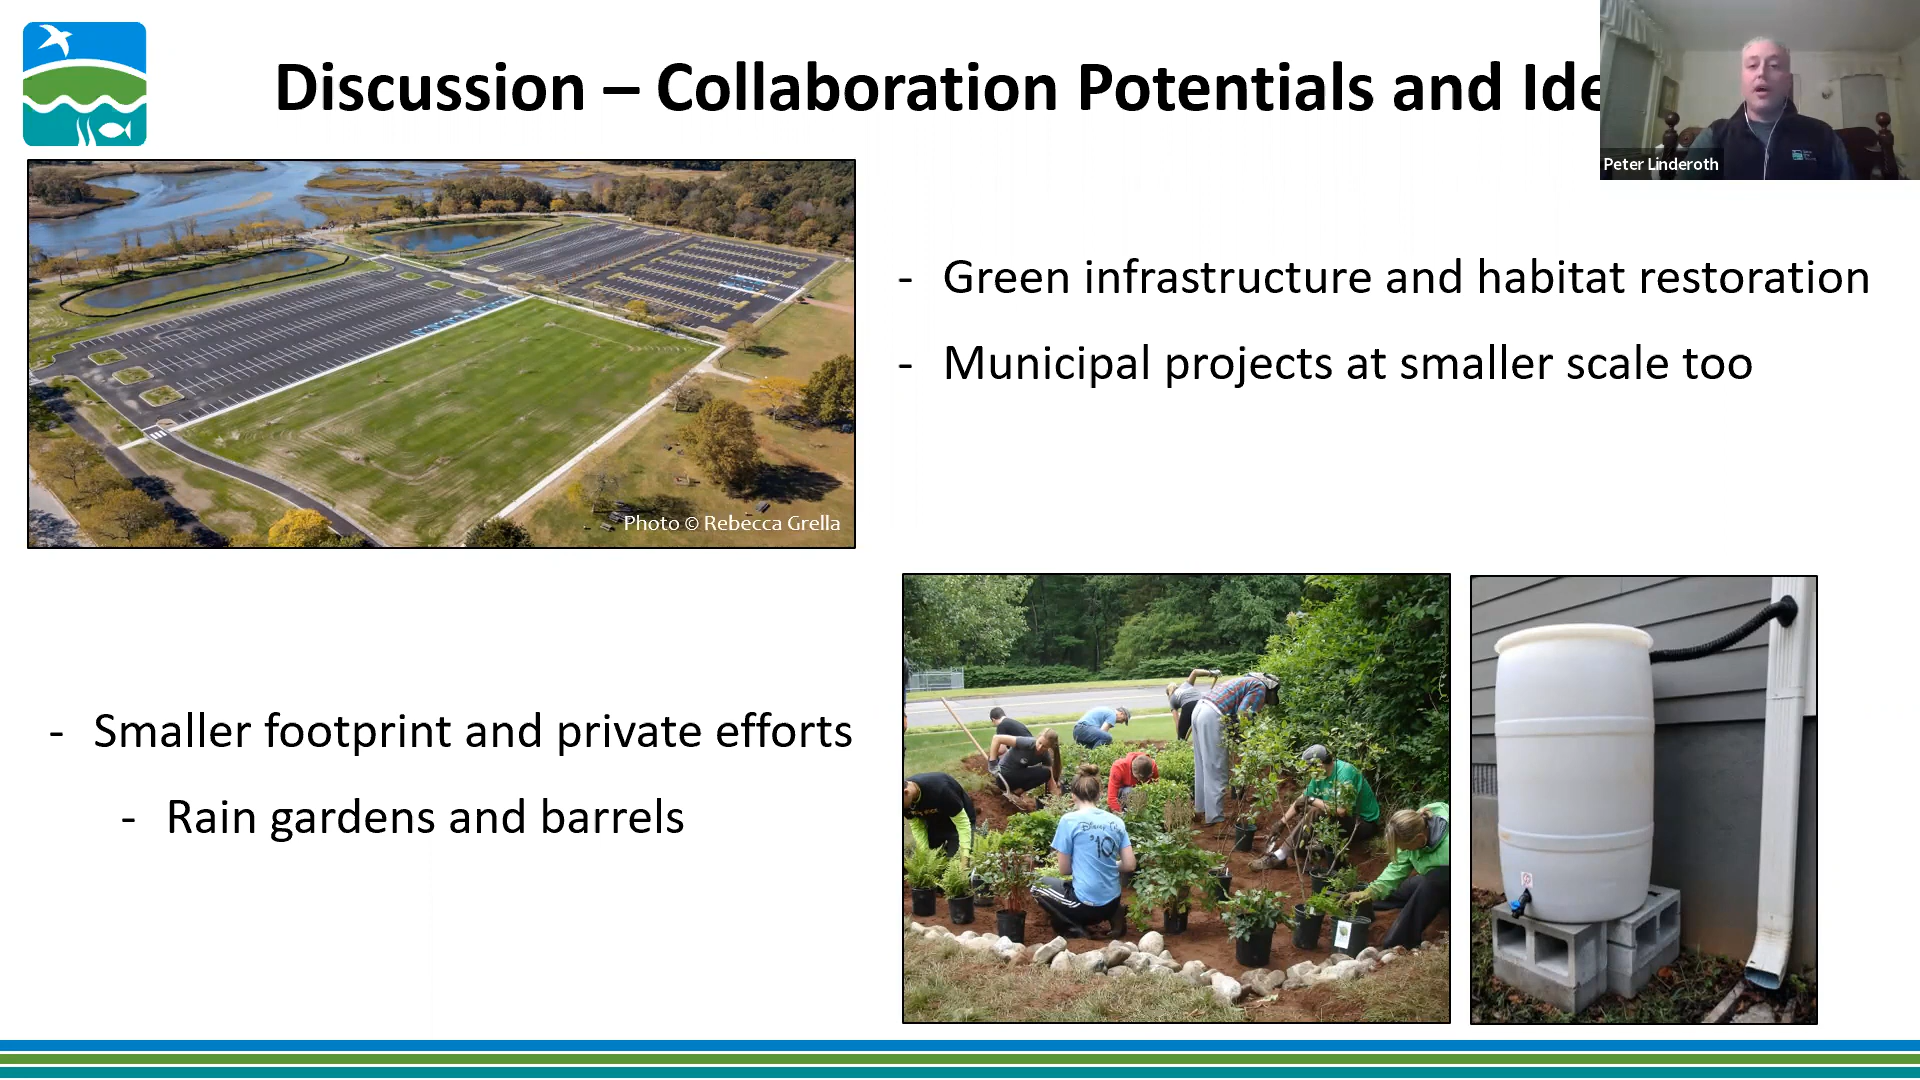 Discussion – Collaboration Potentials and Ide
Peter Linderoth
- Green infrastructure and habitat restoration
- Municipal projects at smaller scale too
Photo © Rebecca Grella
- Smaller footprint and private efforts
- Rain gardens and barrels